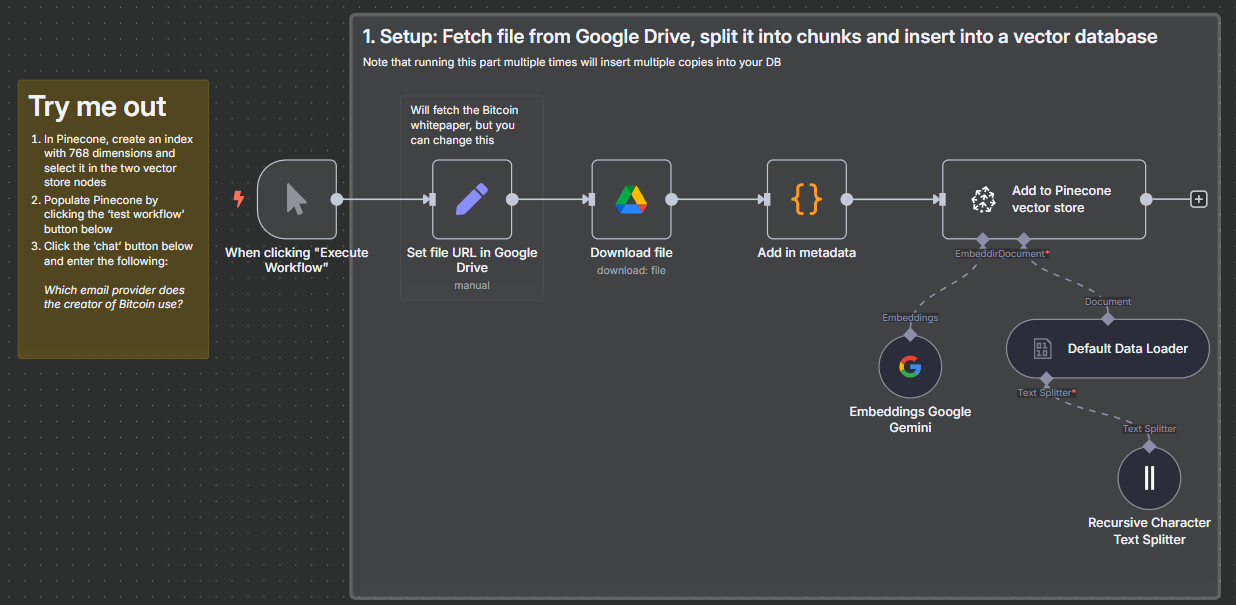 1. Setup: Fetch file from Google Drive, split it into chunks and insert into a vector database
Note that running this part multiple times will insert multiple copies into your DB
Try me out
1. In Pinecone, create an index
with 768 dimensions and
select it in the two vector
store nodes
2. Populate Pinecone by
clicking the ‘test workflow’
button below
3. Click the ‘chat’ button below
and enter the following:
Which email provider does
the creator of Bitcoin use?
Will fetch the Bitcoin
whitepaper, but you
can change this
When clicking "Execute
Workflow"
Set file URL in Google
Drive
manual
Download file
download: file
{}
Add in metadata
Add to Pinecone
vector store
+
EmbeddirDocument*
Embeddings
G
Embeddings Google
Gemini
Document
01
10
Default Data Loader
Text Splitter*
Text Splitter
Recursive Character
Text Splitter